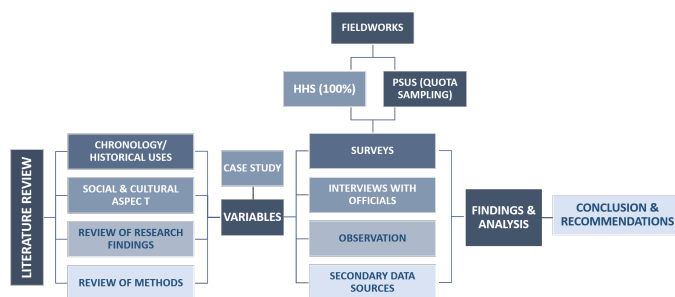 FIELDWORKS
HHS (100%)
PSUS (QUOTA
SAMPLING)
LITERATURE REVIEW
CHRONOLOGY/
HISTORICAL USES
SOCIAL & CULTURAL
ASPEC T
REVIEW OF RESEARCH
FINDINGS
REVIEW OF METHODS
CASE STUDY
VARIABLES
SURVEYS
INTERVIEWS WITH
OFFICIALS
OBSERVATION
SECONDARY DATA
SOURCES
FINDINGS &
ANALYSIS
CONCLUSION &
RECOMMENDATIONS